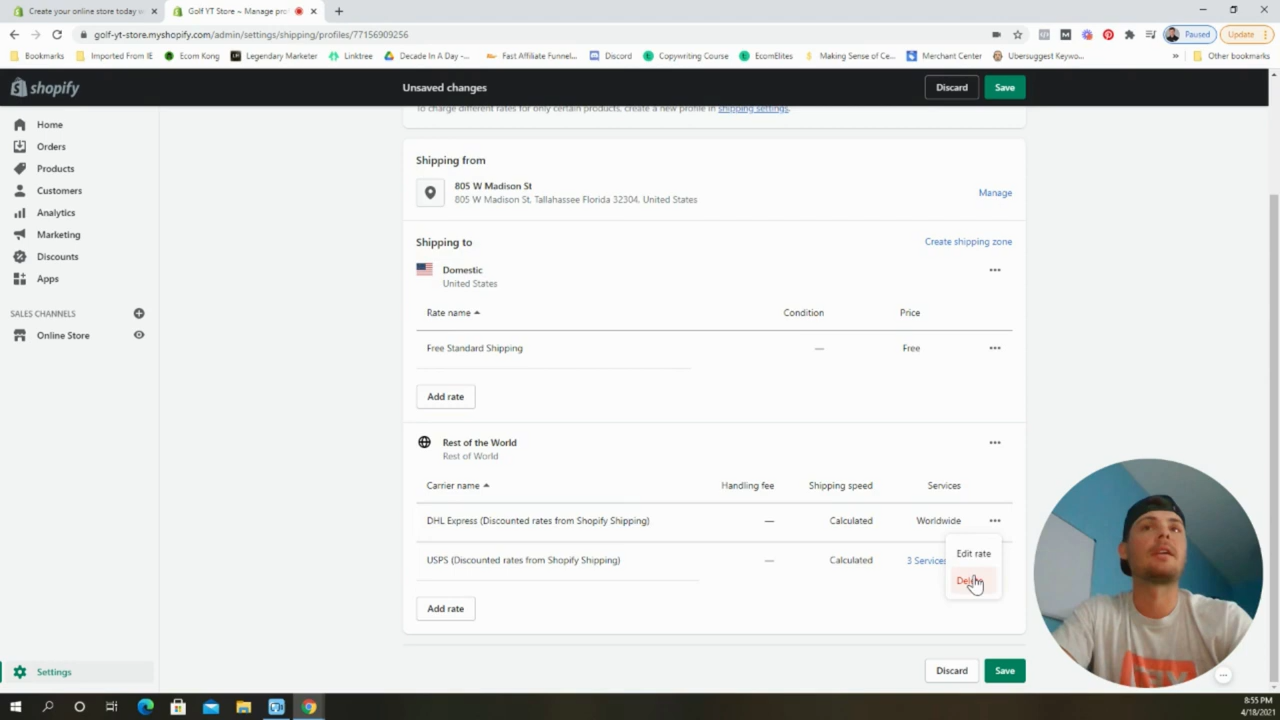 Create your online store today w
Golf YT Store ~ Manage pro
golf-yt-store.myshopify.com/admin/settings/shipping/profiles/77156909256
Paused
Update
Bookmarks
Imported From IE
Ecom Kong
Legendary Marketer
Linktree
Decade In A Day -...
Fast Affiliate Funnel...
Discord
Copywriting Course
EcomElites
Making Sense of Ce...
Merchant Center
Ubersuggest Keywo...
Other bookmarks
shopify
Unsaved changes
Discard
Save
To charge different rates for only certain products, create a new profile in shipping settings.
Home
Orders
Products
Customers
Analytics
Marketing
Discounts
Apps
SALES CHANNELS
Online Store
Settings
Shipping from
805 W Madison St
805 W Madison St, Tallahassee Florida 32304, United States
Manage
Shipping to
Create shipping zone
Domestic
United States
Rate name
Condition
Price
Free Standard Shipping
—
Free
Add rate
Rest of the World
Rest of World
Carrier name
Handling fee
Shipping speed
Services
DHL Express (Discounted rates from Shopify Shipping)
—
Calculated
Worldwide
Edit rate
USPS (Discounted rates from Shopify Shipping)
—
Calculated
3 Services
Add rate
Discard
Save
8:55 PM
4/18/2021